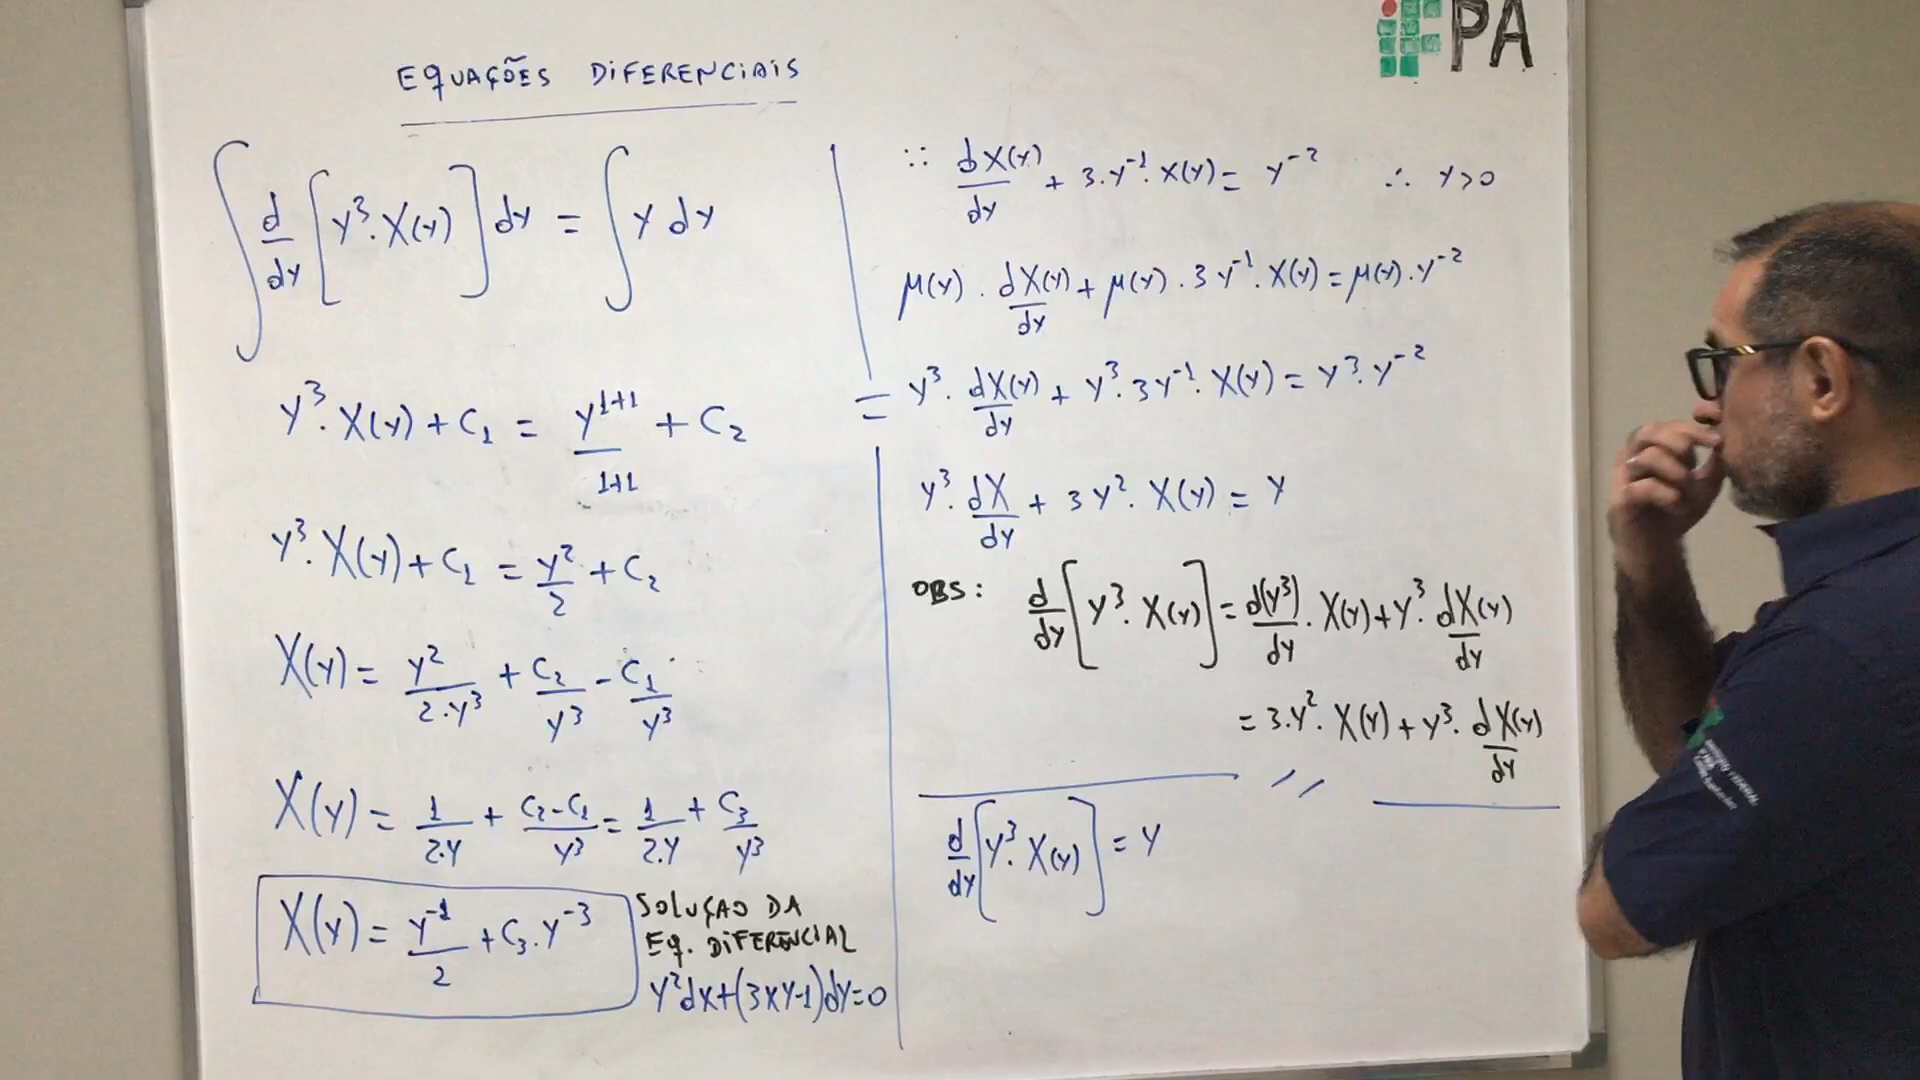 IFPA
EQUAÇÕES DIFERENCIAIS
∫ d/dy [y³·X(y)] dy = ∫ y dy
y³·X(y) + C₁ = y¹⁺¹/1+1 + C₂
y³·X(y) + C₁ = y²/2 + C₂
X(y) = y²/2·y³ + C₂/y³ - C₁/y³
X(y) = 1/2·y + C₂-C₁/y³ = 1/2·y + C₃/y³
X(y) = y⁻¹/2 + C₃·y⁻³
SOLUÇÃO DA
Eq. DIFERENCIAL
y²dx+(3xy-1)dy=0
∵ dX(y)/dy + 3·y⁻¹·X(y) = y⁻² ∴ y>0
μ(y)·dX(y)/dy + μ(y)·3y⁻¹·X(y) = μ(y)·y⁻²
= y³·dX(y)/dy + y³·3y⁻¹·X(y) = y³·y⁻²
y³·dX/dy + 3y²·X(y) = y
OBS: d/dy [y³·X(y)] = d(y³)/dy·X(y) + y³·dX(y)/dy
= 3·y²·X(y) + y³·dX(y)/dy
d/dy [y³·X(y)] = y